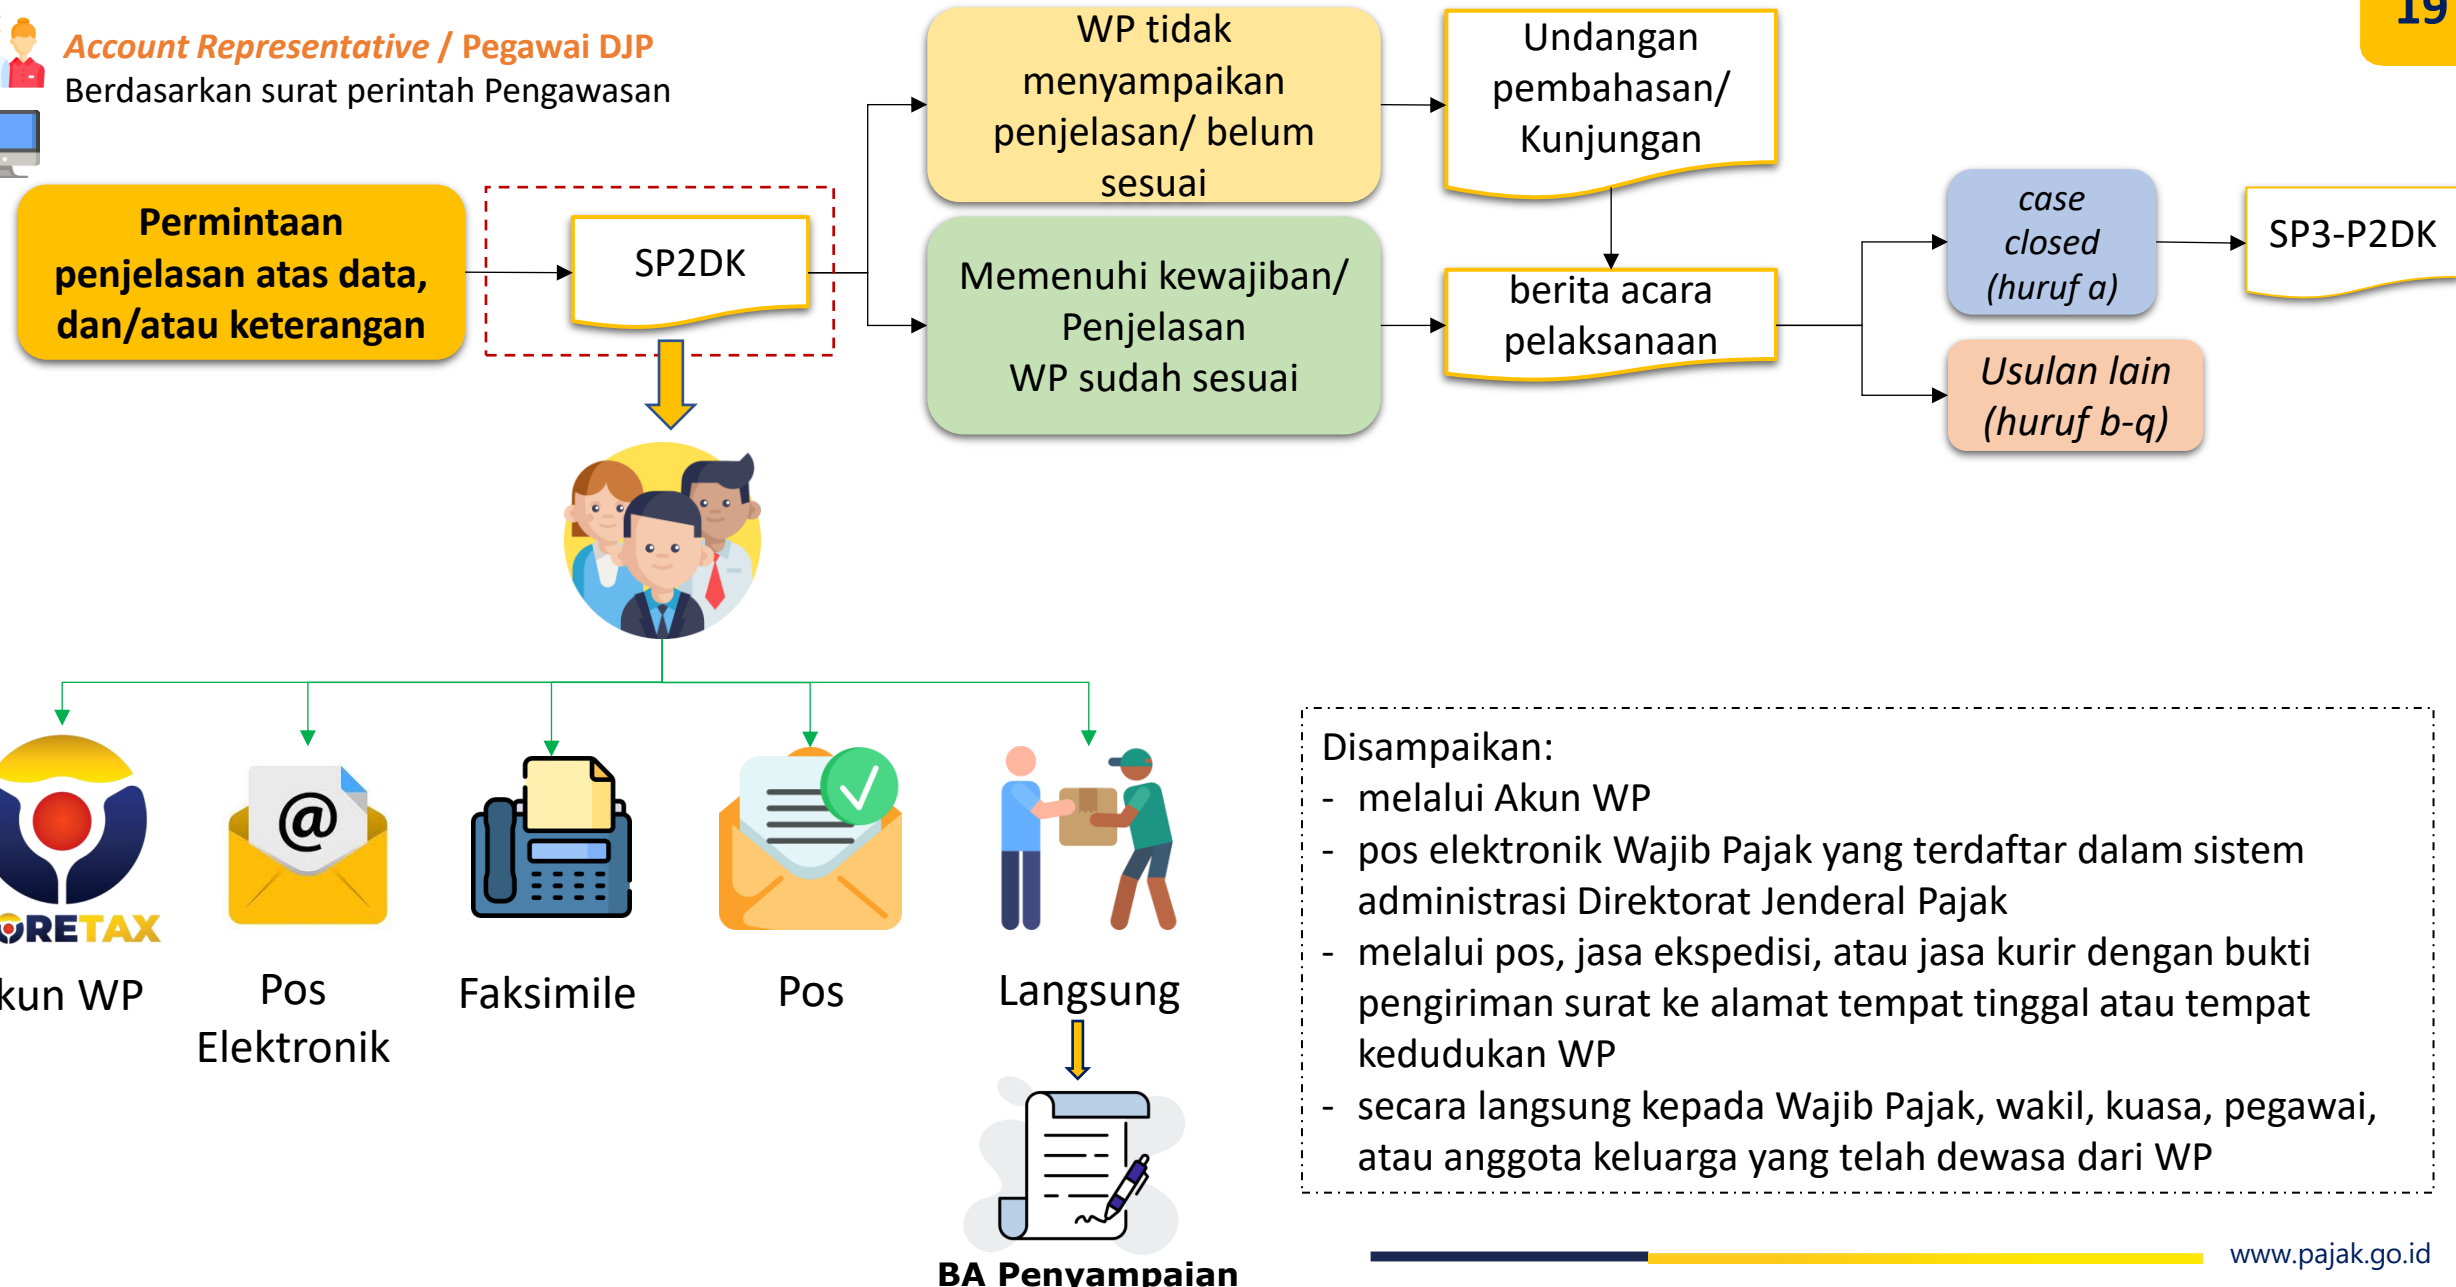 19
Account Representative / Pegawai DJP
Berdasarkan surat perintah Pengawasan
Permintaan
penjelasan atas data,
dan/atau keterangan
SP2DK
WP tidak
menyampaikan
penjelasan/ belum
sesuai
Memenuhi kewajiban/
Penjelasan
WP sudah sesuai
Undangan
pembahasan/
Kunjungan
berita acara
pelaksanaan
case
closed
(huruf a)
Usulan lain
(huruf b-q)
SP3-P2DK
@
ORETAX
kun WP
Pos
Elektronik
Faksimile
Pos
Langsung
BA Penyampaian
Disampaikan:
- melalui Akun WP
- pos elektronik Wajib Pajak yang terdaftar dalam sistem
administrasi Direktorat Jenderal Pajak
- melalui pos, jasa ekspedisi, atau jasa kurir dengan bukti
pengiriman surat ke alamat tempat tinggal atau tempat
kedudukan WP
- secara langsung kepada Wajib Pajak, wakil, kuasa, pegawai,
atau anggota keluarga yang telah dewasa dari WP
www.pajak.go.id